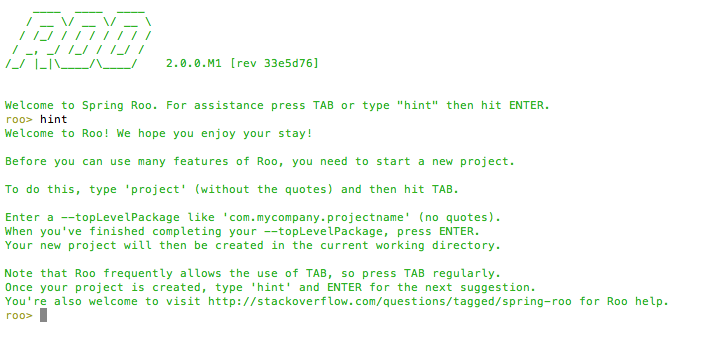 ____  ____  ____
   / __ \/ __ \/ __ \
  / /_/ / / / / / / /
 / _, _/ /_/ / /_/ /
/_/ |_|\____/\____/    2.0.0.M1 [rev 33e5d76]
Welcome to Spring Roo. For assistance press TAB or type "hint" then hit ENTER.
roo> hint
Welcome to Roo! We hope you enjoy your stay!
Before you can use many features of Roo, you need to start a new project.
To do this, type 'project' (without the quotes) and then hit TAB.
Enter a --topLevelPackage like 'com.mycompany.projectname' (no quotes).
When you've finished completing your --topLevelPackage, press ENTER.
Your new project will then be created in the current working directory.
Note that Roo frequently allows the use of TAB, so press TAB regularly.
Once your project is created, type 'hint' and ENTER for the next suggestion.
You're also welcome to visit http://stackoverflow.com/questions/tagged/spring-roo for Roo help.
roo>